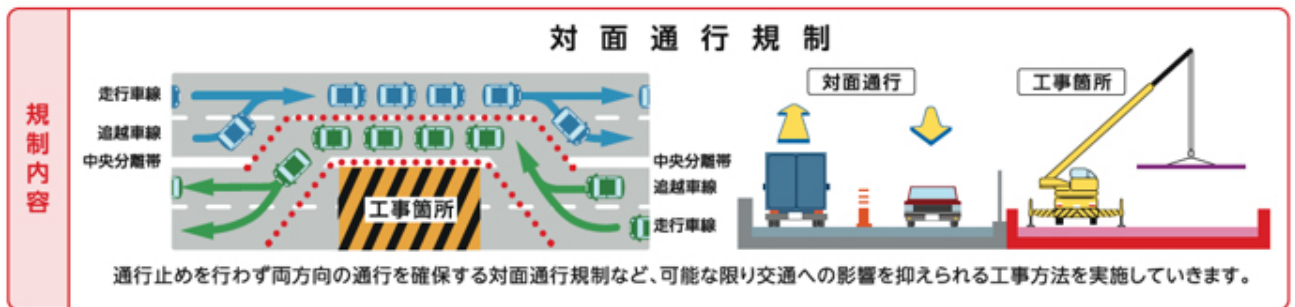 規制内容
対面通行規制
走行車線
追越車線
中央分離帯
工事箇所
中央分離帯
追越車線
走行車線
対面通行
工事箇所
通行止めを行わず両方向の通行を確保する対面通行規制など、可能な限り交通への影響を抑えられる工事方法を実施していきます。